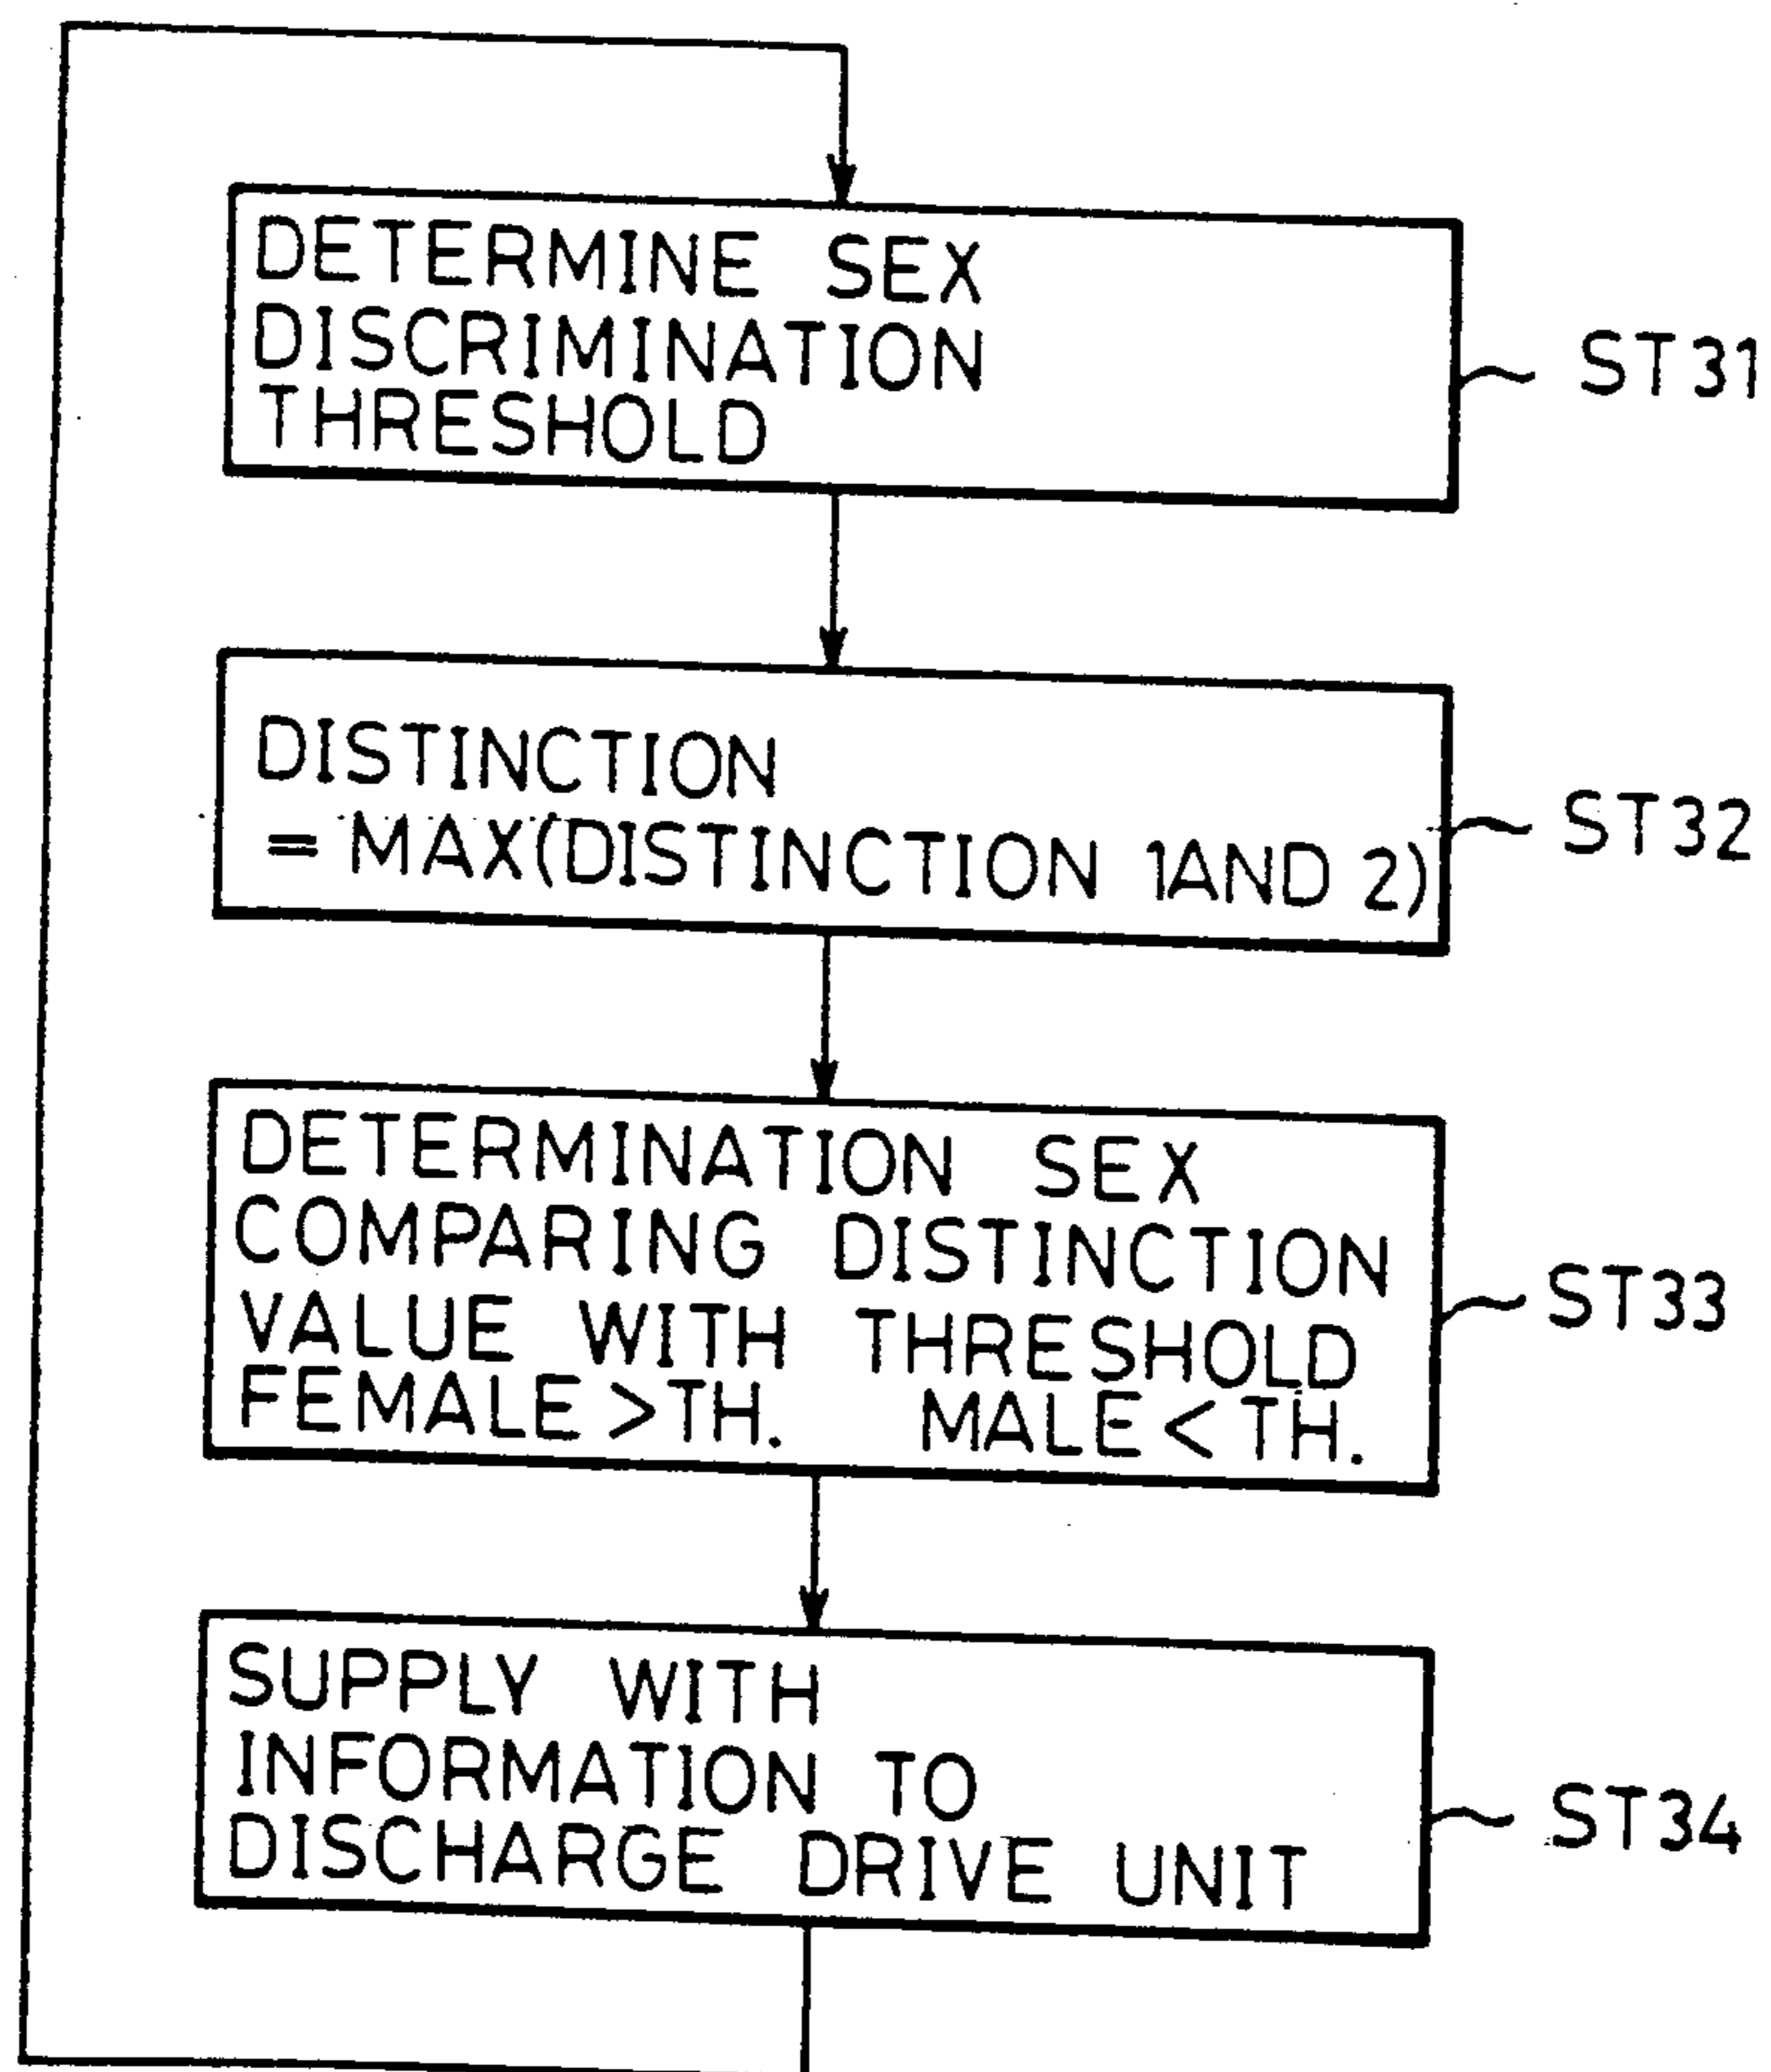 DETERMINE SEX
DISCRIMINATION
THRESHOLD
ST31
DISTINCTION
= MAX(DISTINCTION 1AND 2)
ST32
DETERMINATION SEX
COMPARING DISTINCTION
VALUE WITH THRESHOLD
FEMALE>TH. MALE<TH.
ST33
SUPPLY WITH
INFORMATION TO
DISCHARGE DRIVE UNIT
ST34